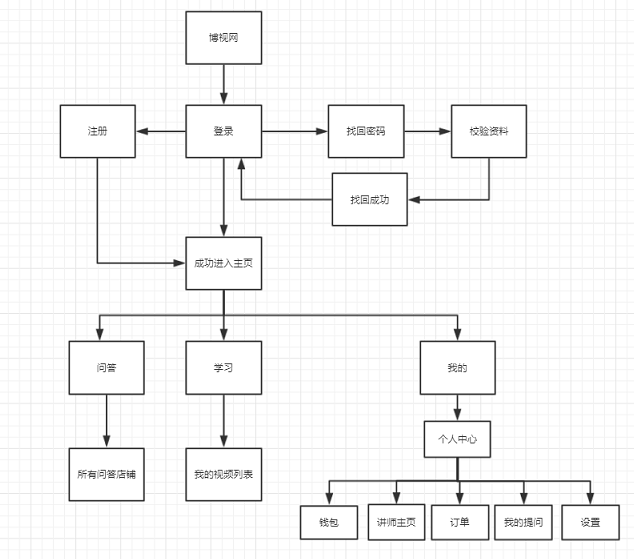 博视网
注册
登录
找回密码
校验资料
找回成功
成功进入主页
问答
学习
我的
个人中心
所有问答店铺
我的视频列表
钱包
讲师主页
订单
我的提问
设置